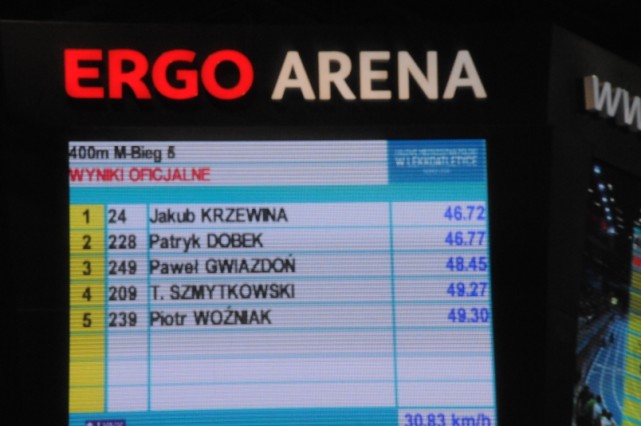 ERGO ARENA
WW
400m M-Bieg 5
W LEKKOATLETYCE
WYNIKI OFICJALNE
1 24 Jakub KRZEWINA 46.72
2 228 Patryk DOBEK 46.77
3 249 Paweł GWIAZDOŃ 48.45
4 209 T. SZMYTKOWSKI 49.27
5 239 Piotr WOŹNIAK 49.30
30.83 km/h